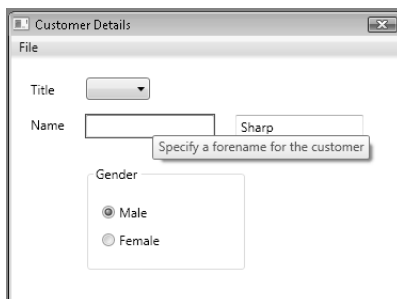 Customer Details
File
Title
Name
Sharp
Specify a forename for the customer
Gender
Male
Female